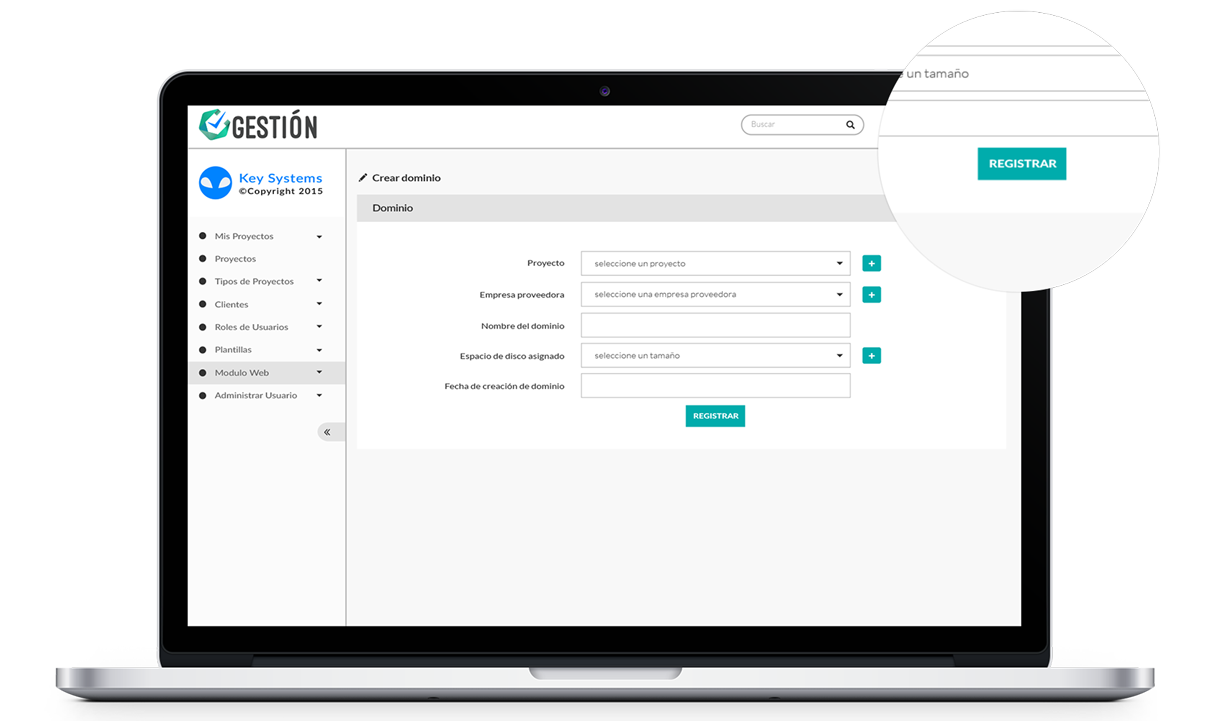 GESTIÓN
Buscar
Key Systems
©Copyright 2015
Mis Proyectos
Proyectos
Tipos de Proyectos
Clientes
Roles de Usuarios
Plantillas
Modulo Web
Administrar Usuario
Crear dominio
Dominio
Proyecto
seleccione un proyecto
Empresa proveedora
seleccione una empresa proveedora
Nombre del dominio
Espacio de disco asignado
seleccione un tamaño
Fecha de creación de dominio
REGISTRAR
un tamaño
REGISTRAR